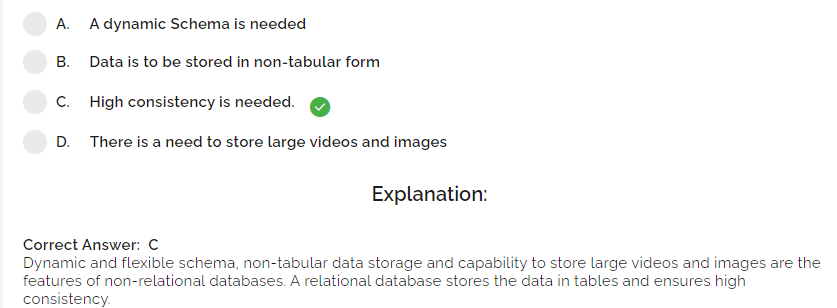 A. A dynamic Schema is needed
B. Data is to be stored in non-tabular form
C. High consistency is needed.
D. There is a need to store large videos and images
Explanation:
Correct Answer: C
Dynamic and flexible schema, non-tabular data storage and capability to store large videos and images are the
features of non-relational databases. A relational database stores the data in tables and ensures high
consistency.